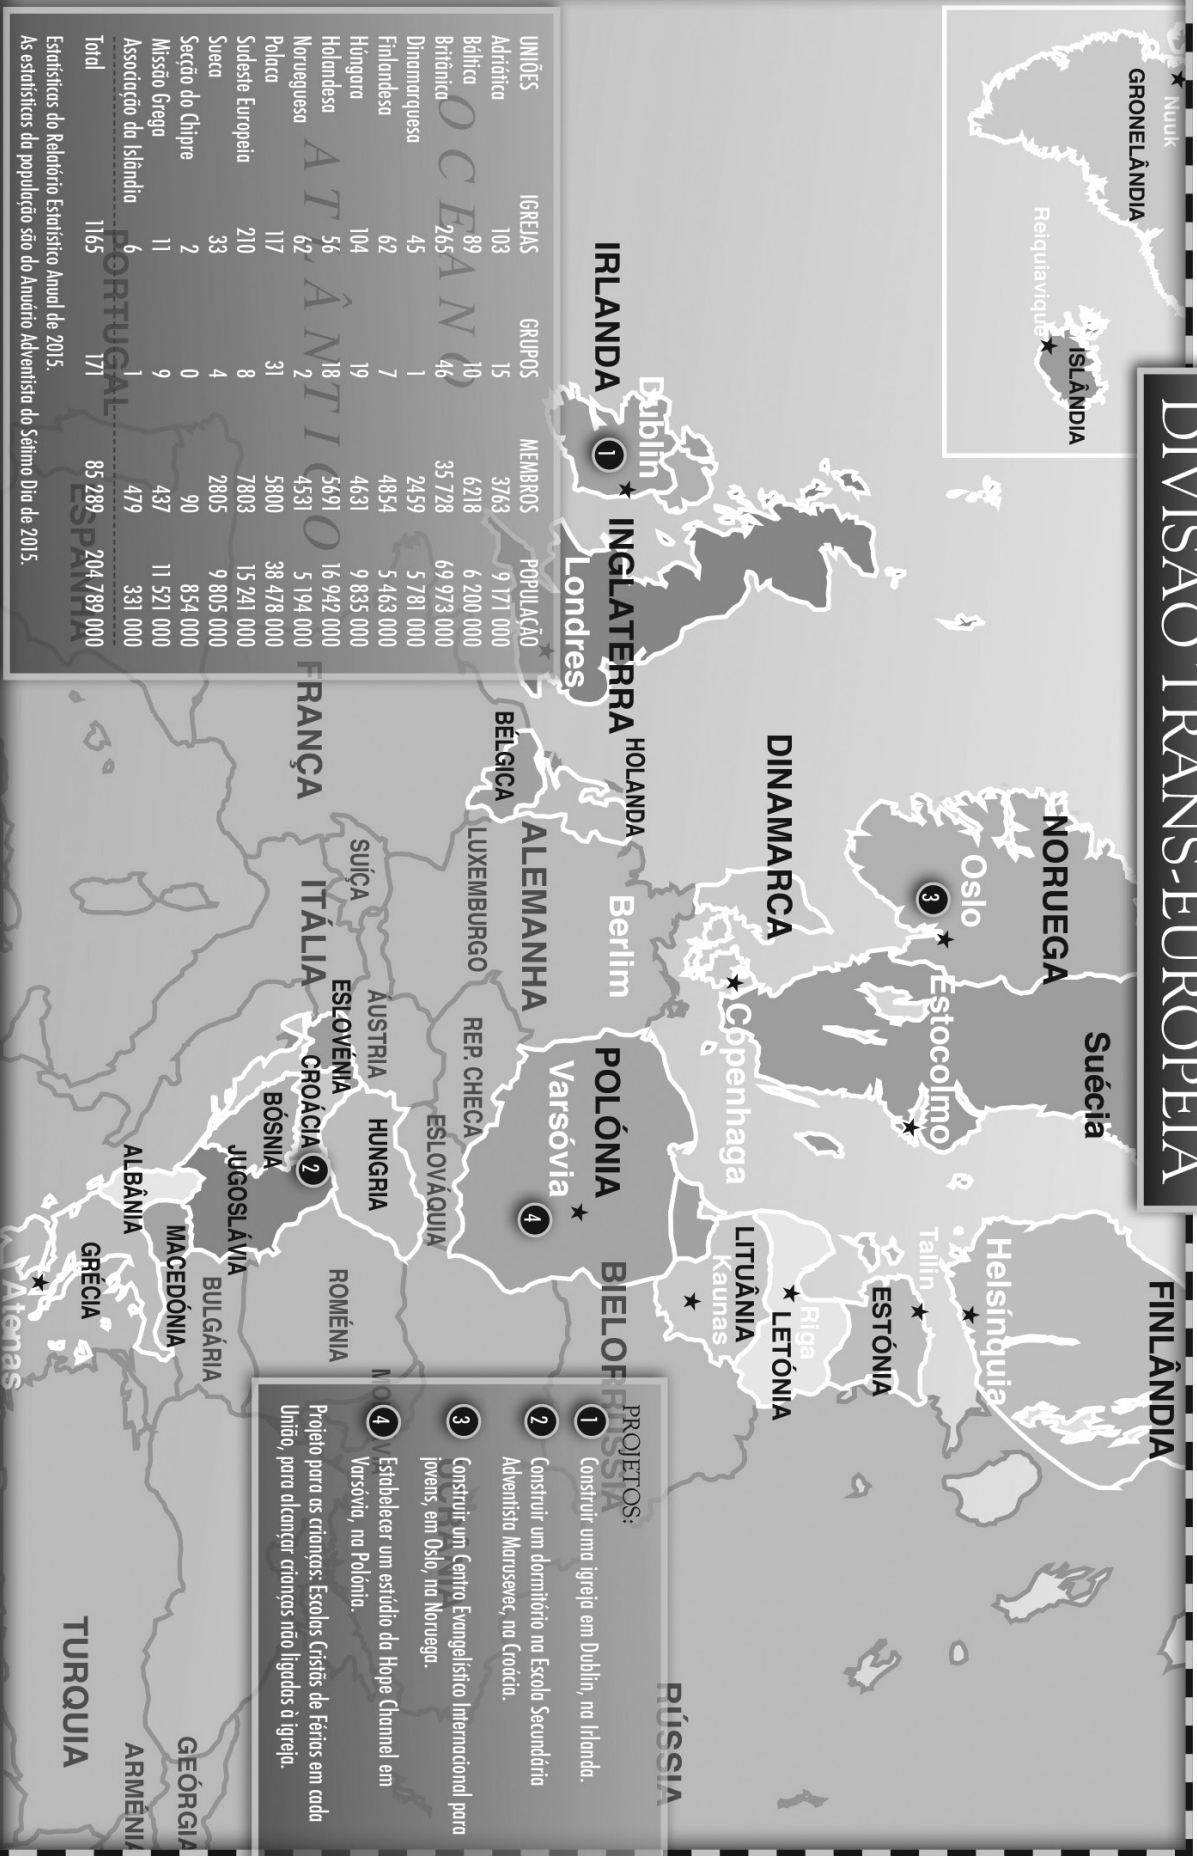 DIVISÃO TRANS-EUROPEIA
Nuuk
GRONELÂNDIA
Reiquiavique
ISLÂNDIA
IRLANDA
Dublin
1
INGLATERRA
Londres
HOLANDA
BÉLGICA
DINAMARCA
NORUEGA
Oslo
3
Suécia
Estocolmo
Copenhaga
FINLÂNDIA
Helsínquia
Tallin
ESTÓNIA
Riga
LETÓNIA
LITUÂNIA
Kaunas
POLÓNIA
Varsóvia
4
BIELORRÚSSIA
RÚSSIA
ALEMANHA
Berlim
LUXEMBURGO
REP. CHECA
ESLOVÁQUIA
FRANÇA
SUÍÇA
ÁUSTRIA
HUNGRIA
ITÁLIA
ESLOVÉNIA
CROÁCIA
2
BÓSNIA
JUGOSLÁVIA
ROMÉNIA
MOLDÁVIA
UCRÂNIA
BULGÁRIA
MACEDÓNIA
ALBÂNIA
GRÉCIA
Atenas
TURQUIA
GEÓRGIA
ARMÉNIA
PORTUGAL
ESPANHA
OCEANO
ATLÂNTICO
UNIÕES IGREJAS GRUPOS MEMBROS POPULAÇÃO
Adriática 103 15 3763 9 171 000
Báltica 89 10 6218 6 200 000
Britânica 265 46 35 728 69 973 000
Dinamarquesa 45 1 2459 5 781 000
Finlandesa 62 7 4854 5 463 000
Húngara 104 19 4631 9 835 000
Holandesa 56 18 5691 16 942 000
Norueguesa 62 2 4531 5 194 000
Polaca 117 31 5800 38 478 000
Sudeste Europeia 210 8 7803 15 241 000
Sueca 33 4 2805 9 805 000
Secção do Chipre 2 0 90 854 000
Missão Grega 11 9 437 11 521 000
Associação da Islândia 6 1 479 331 000
Total 1165 171 85 289 204 789 000
Estatísticas do Relatório Estatístico Anual de 2015.
As estatísticas da população são do Anuário Adventista do Sétimo Dia de 2015.
PROJETOS:
1 Construir uma igreja em Dublin, na Irlanda.
2 Construir um dormitório na Escola Secundária
Adventista Marusevec, na Croácia.
3 Construir um Centro Evangelístico Internacional para
jovens, em Oslo, na Noruega.
4 Estabelecer um estúdio da Hope Channel em
Varsóvia, na Polónia.
Projeto para as crianças: Escolas Cristãs de Férias em cada
União, para alcançar crianças não ligadas à igreja.